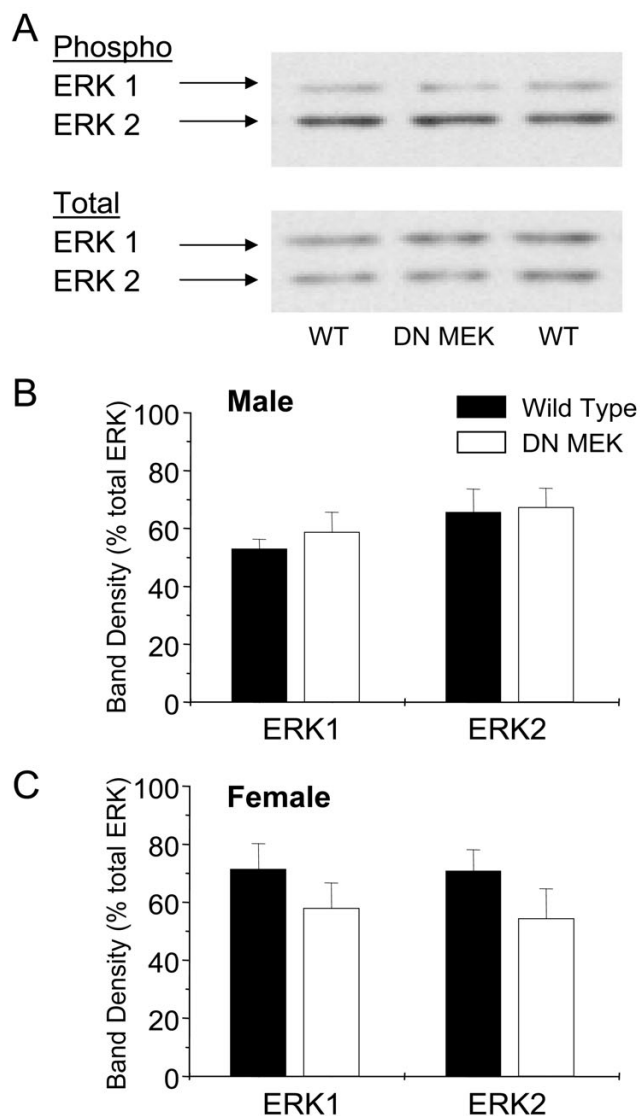 A
Phospho
ERK 1
ERK 2
Total
ERK 1
ERK 2
WT DN MEK WT
B
Male
Wild Type
DN MEK
Band Density (% total ERK)
100
80
60
40
20
0
ERK1 ERK2
C
Female
Band Density (% total ERK)
100
80
60
40
20
0
ERK1 ERK2